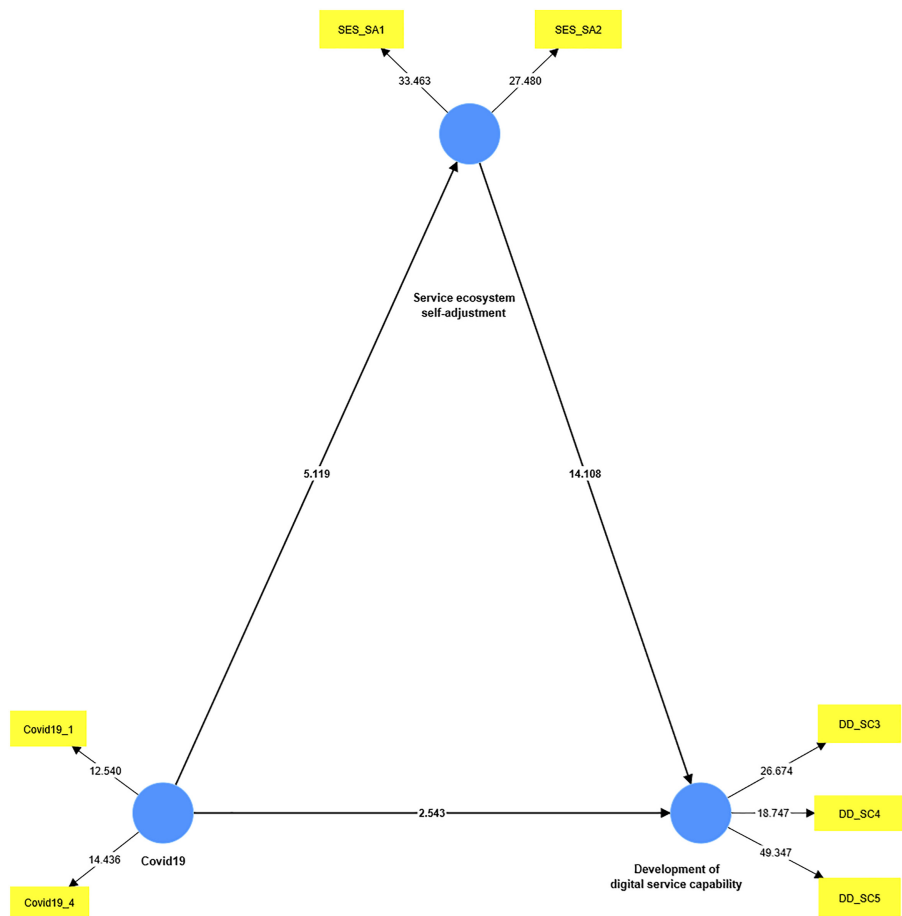 SES_SA1
SES_SA2
33.463
27.480
Service ecosystem
self-adjustment
5.119
14.108
Covid19_1
DD_SC3
12.540
26.674
2.543
18.747
DD_SC4
14.436
49.347
Covid19
Development of
digital service capability
Covid19_4
DD_SC5